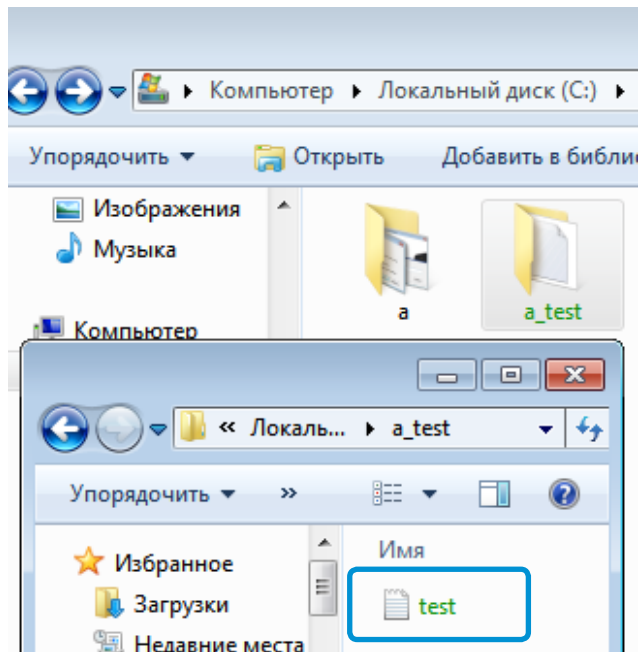 Компьютер ▸ Локальный диск (C:) ▸
Упорядочить Открыть Добавить в библи
Изображения
Музыка
Компьютер
a a_test
« Локаль... ▸ a_test
Упорядочить »
Избранное
Загрузки
Недавние места
Имя
test